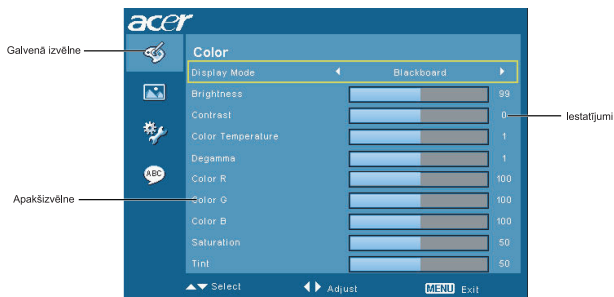 acer
Galvenā izvēlne
Color
Display Mode Blackboard
Brightness 99
Contrast 0
Iestatījumi
Color Temperature 1
Degamma 1
ABC
Color R 100
Apakšizvēlne
Color G 100
Color B 100
Saturation 50
Tint 50
Select Adjust MENU Exit